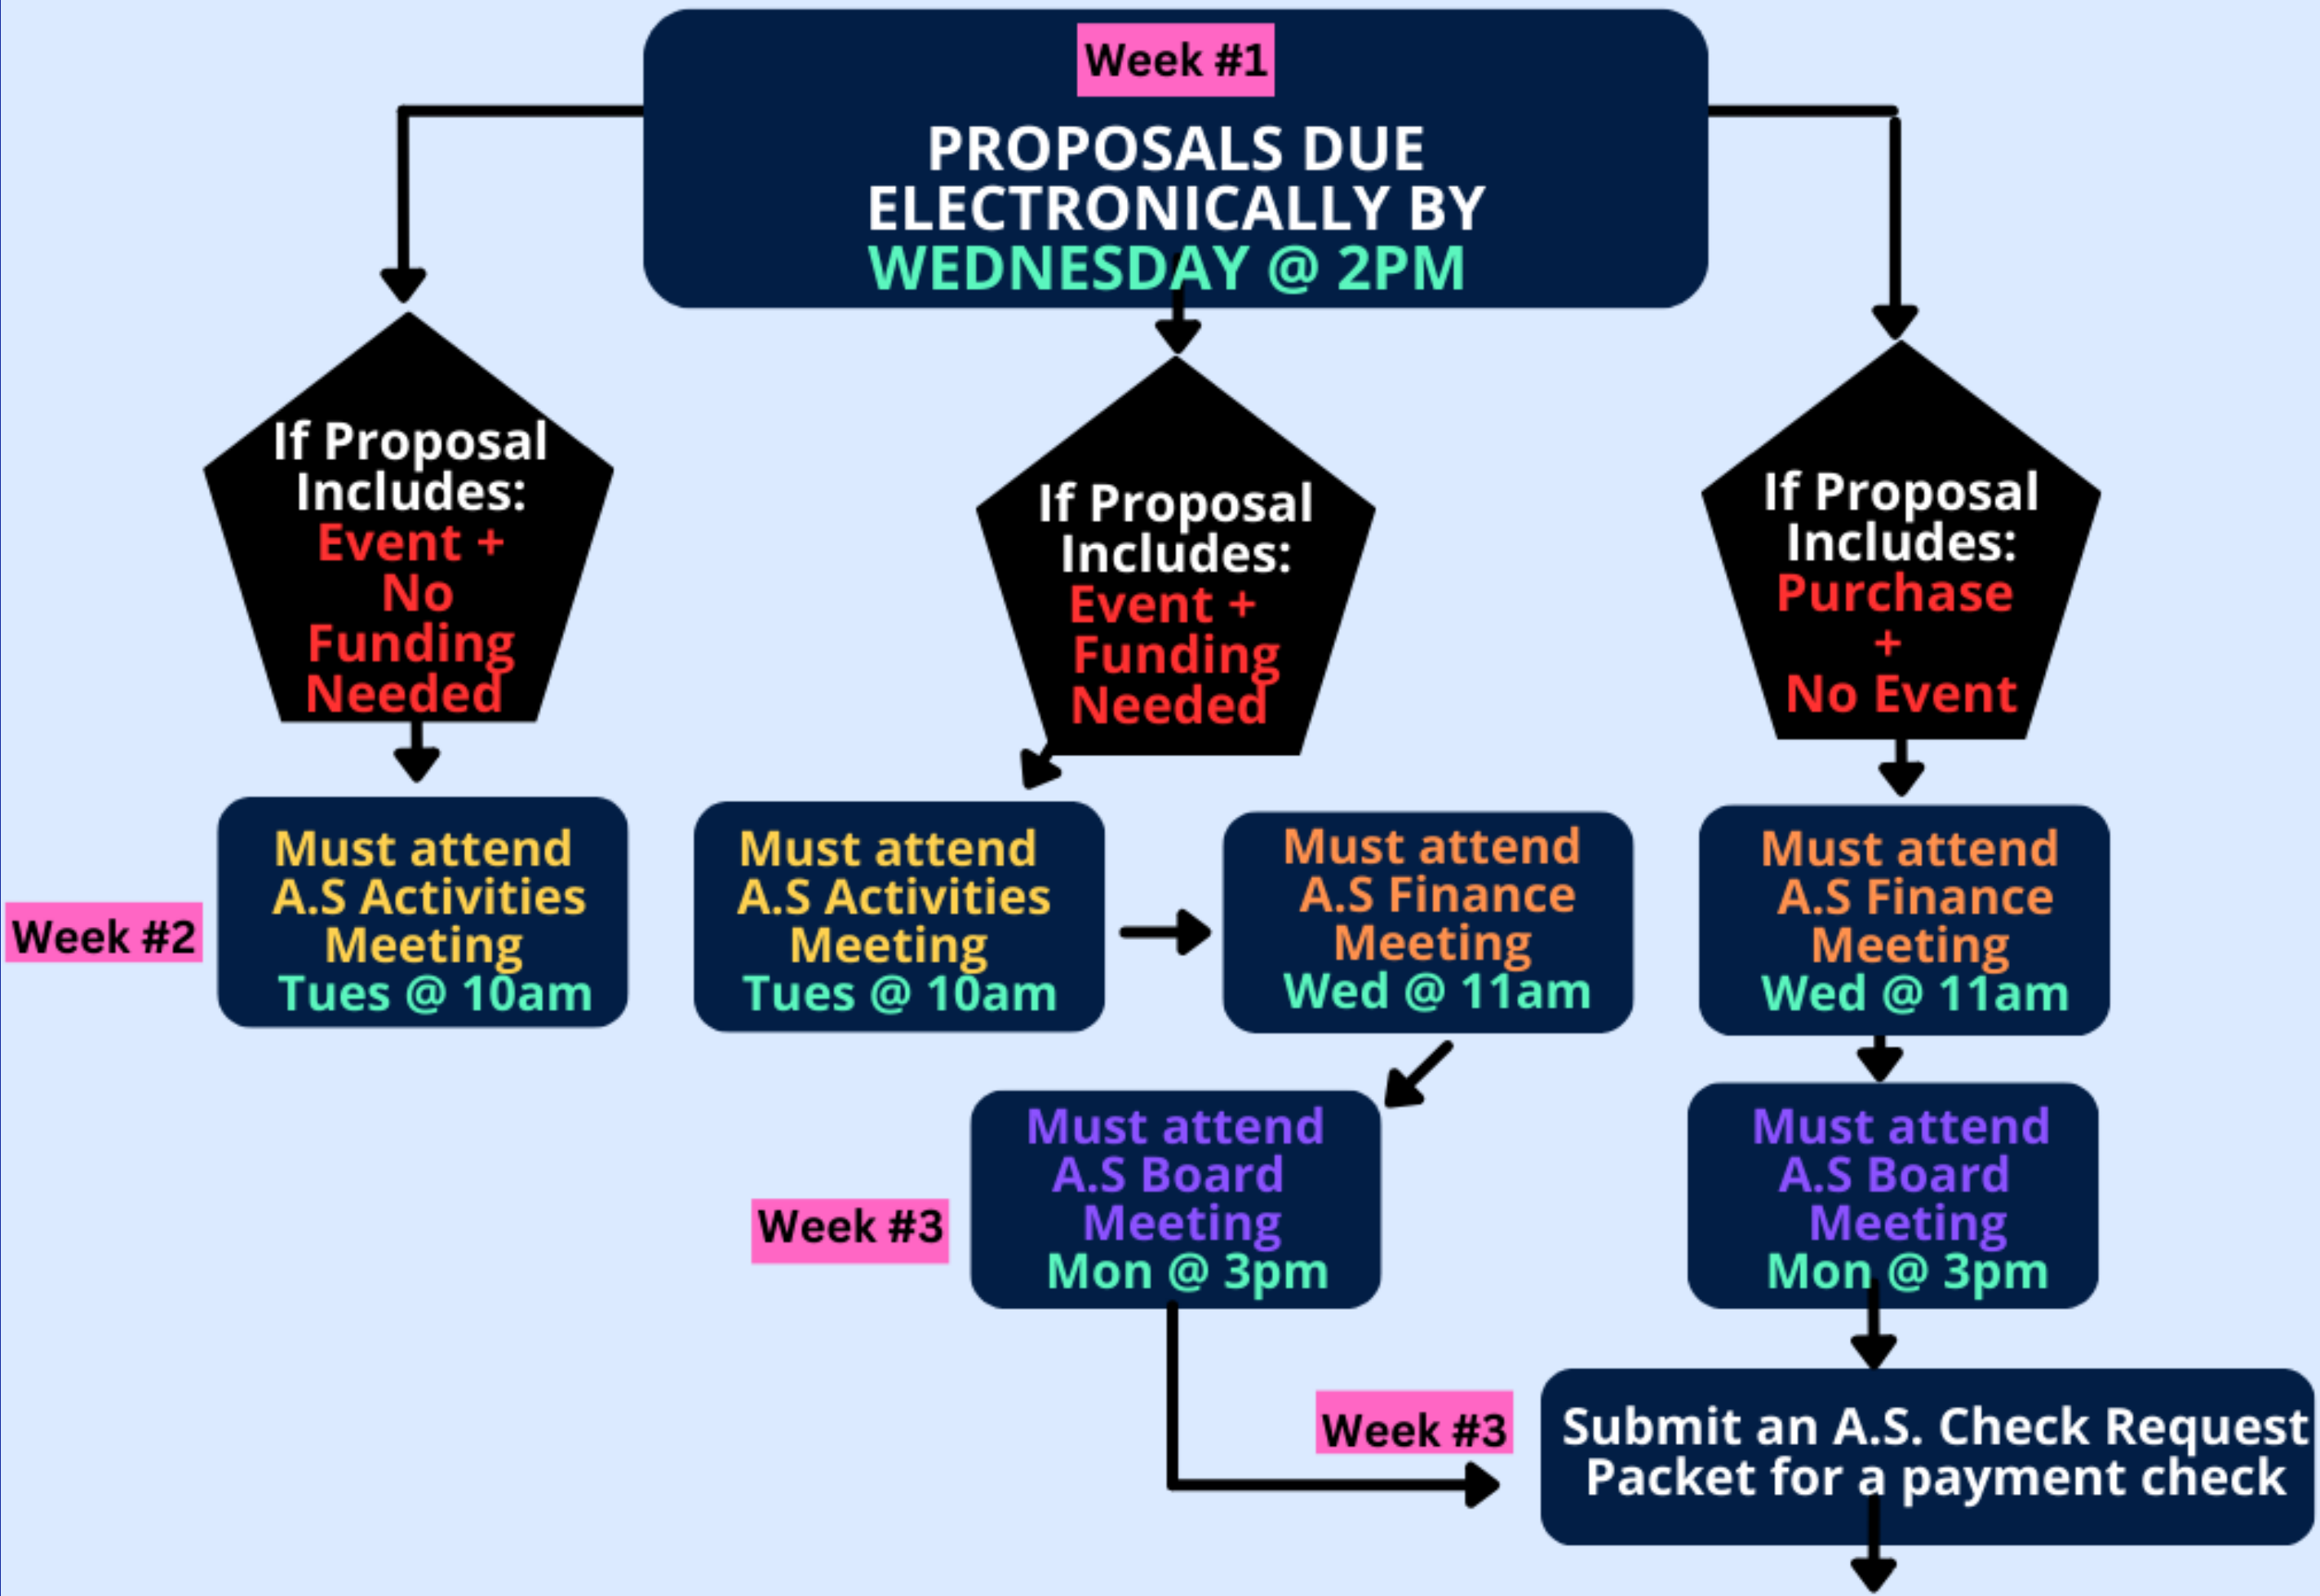 Week #1
PROPOSALS DUE
ELECTRONICALLY BY
WEDNESDAY @ 2PM
If Proposal
Includes:
Event +
No
Funding
Needed
If Proposal
Includes:
Event +
Funding
Needed
If Proposal
Includes:
Purchase
+
No Event
Week #2
Must attend
A.S Activities
Meeting
Tues @ 10am
Must attend
A.S Activities
Meeting
Tues @ 10am
Must attend
A.S Finance
Meeting
Wed @ 11am
Must attend
A.S Finance
Meeting
Wed @ 11am
Week #3
Must attend
A.S Board
Meeting
Mon @ 3pm
Must attend
A.S Board
Meeting
Mon @ 3pm
Week #3
Submit an A.S. Check Request
Packet for a payment check